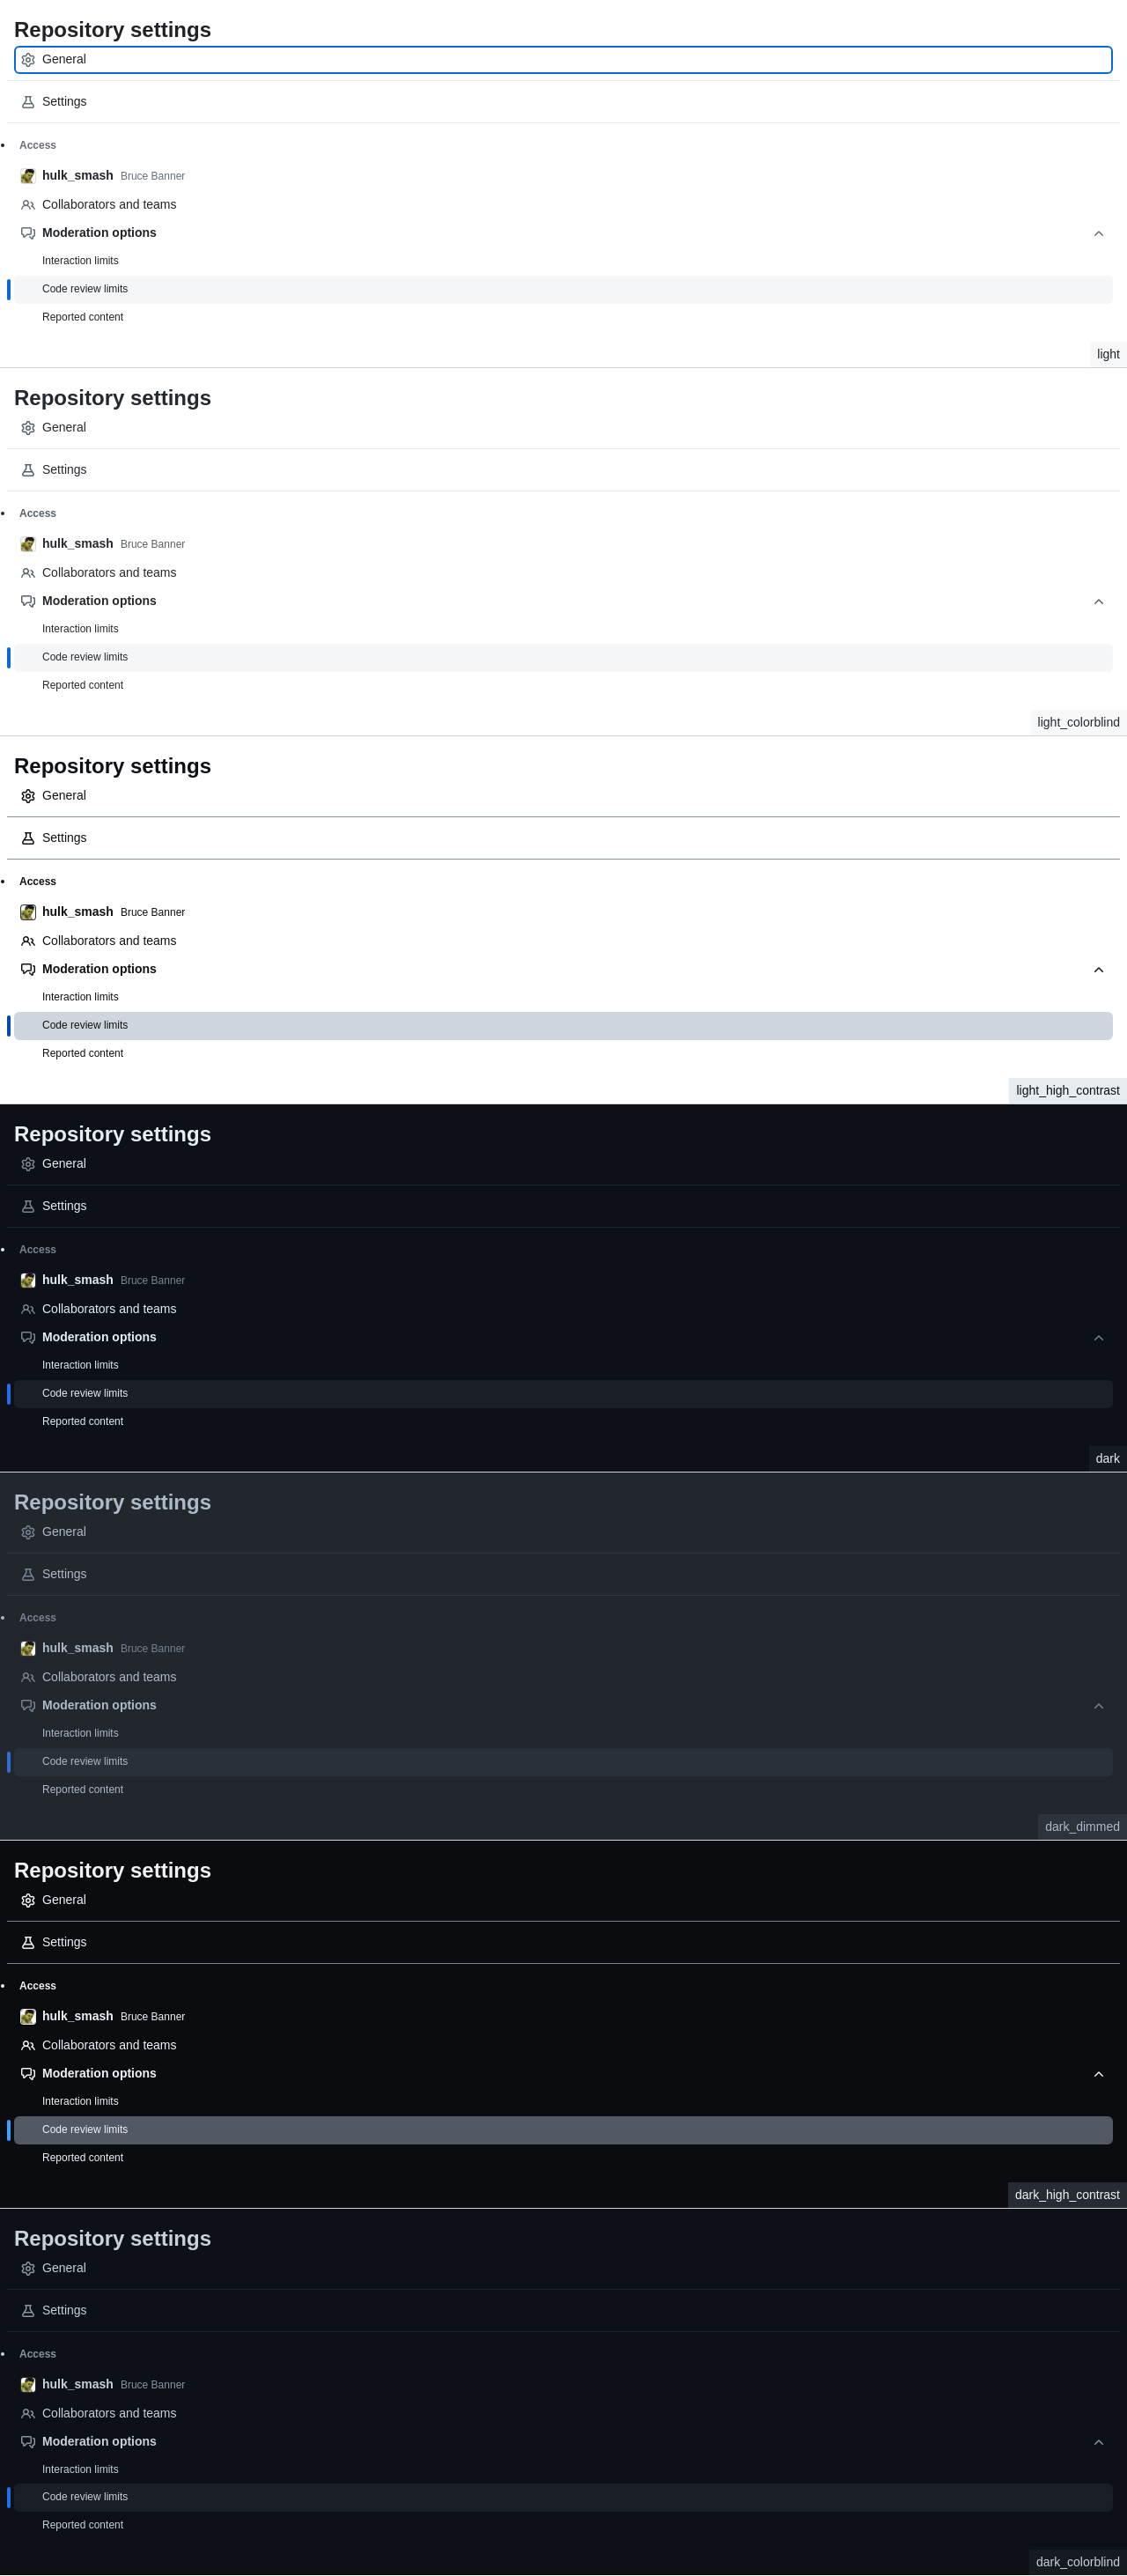 Repository settings
General
Settings
Access
hulk_smash Bruce Banner
Collaborators and teams
Moderation options
Interaction limits
Code review limits
Reported content
light
Repository settings
General
Settings
Access
hulk_smash Bruce Banner
Collaborators and teams
Moderation options
Interaction limits
Code review limits
Reported content
light_colorblind
Repository settings
General
Settings
Access
hulk_smash Bruce Banner
Collaborators and teams
Moderation options
Interaction limits
Code review limits
Reported content
light_high_contrast
Repository settings
General
Settings
Access
hulk_smash Bruce Banner
Collaborators and teams
Moderation options
Interaction limits
Code review limits
Reported content
dark
Repository settings
General
Settings
Access
hulk_smash Bruce Banner
Collaborators and teams
Moderation options
Interaction limits
Code review limits
Reported content
dark_dimmed
Repository settings
General
Settings
Access
hulk_smash Bruce Banner
Collaborators and teams
Moderation options
Interaction limits
Code review limits
Reported content
dark_high_contrast
Repository settings
General
Settings
Access
hulk_smash Bruce Banner
Collaborators and teams
Moderation options
Interaction limits
Code review limits
Reported content
dark_colorblind